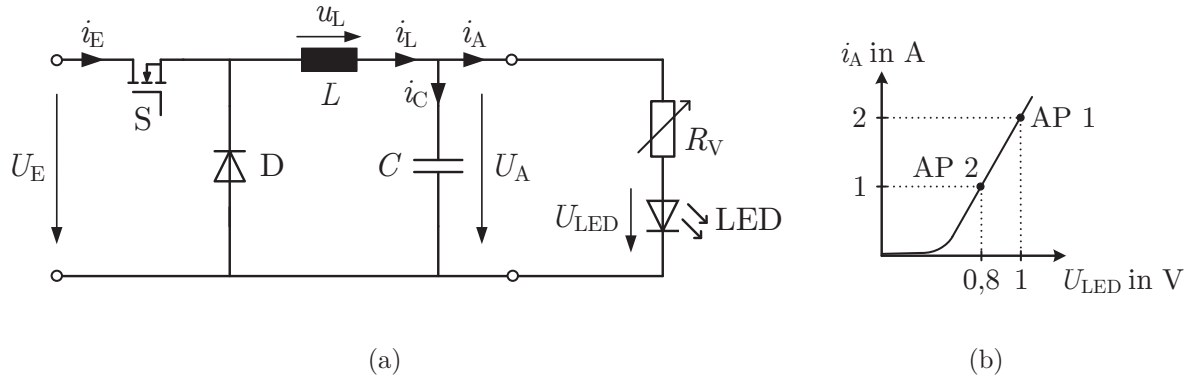 i_E
u_L
i_L
i_A
S
L
i_C
D
C
U_E
U_A
R_V
U_LED
LED
(a)
i_A in A
2
1
AP 1
AP 2
0,8
1
U_LED in V
(b)